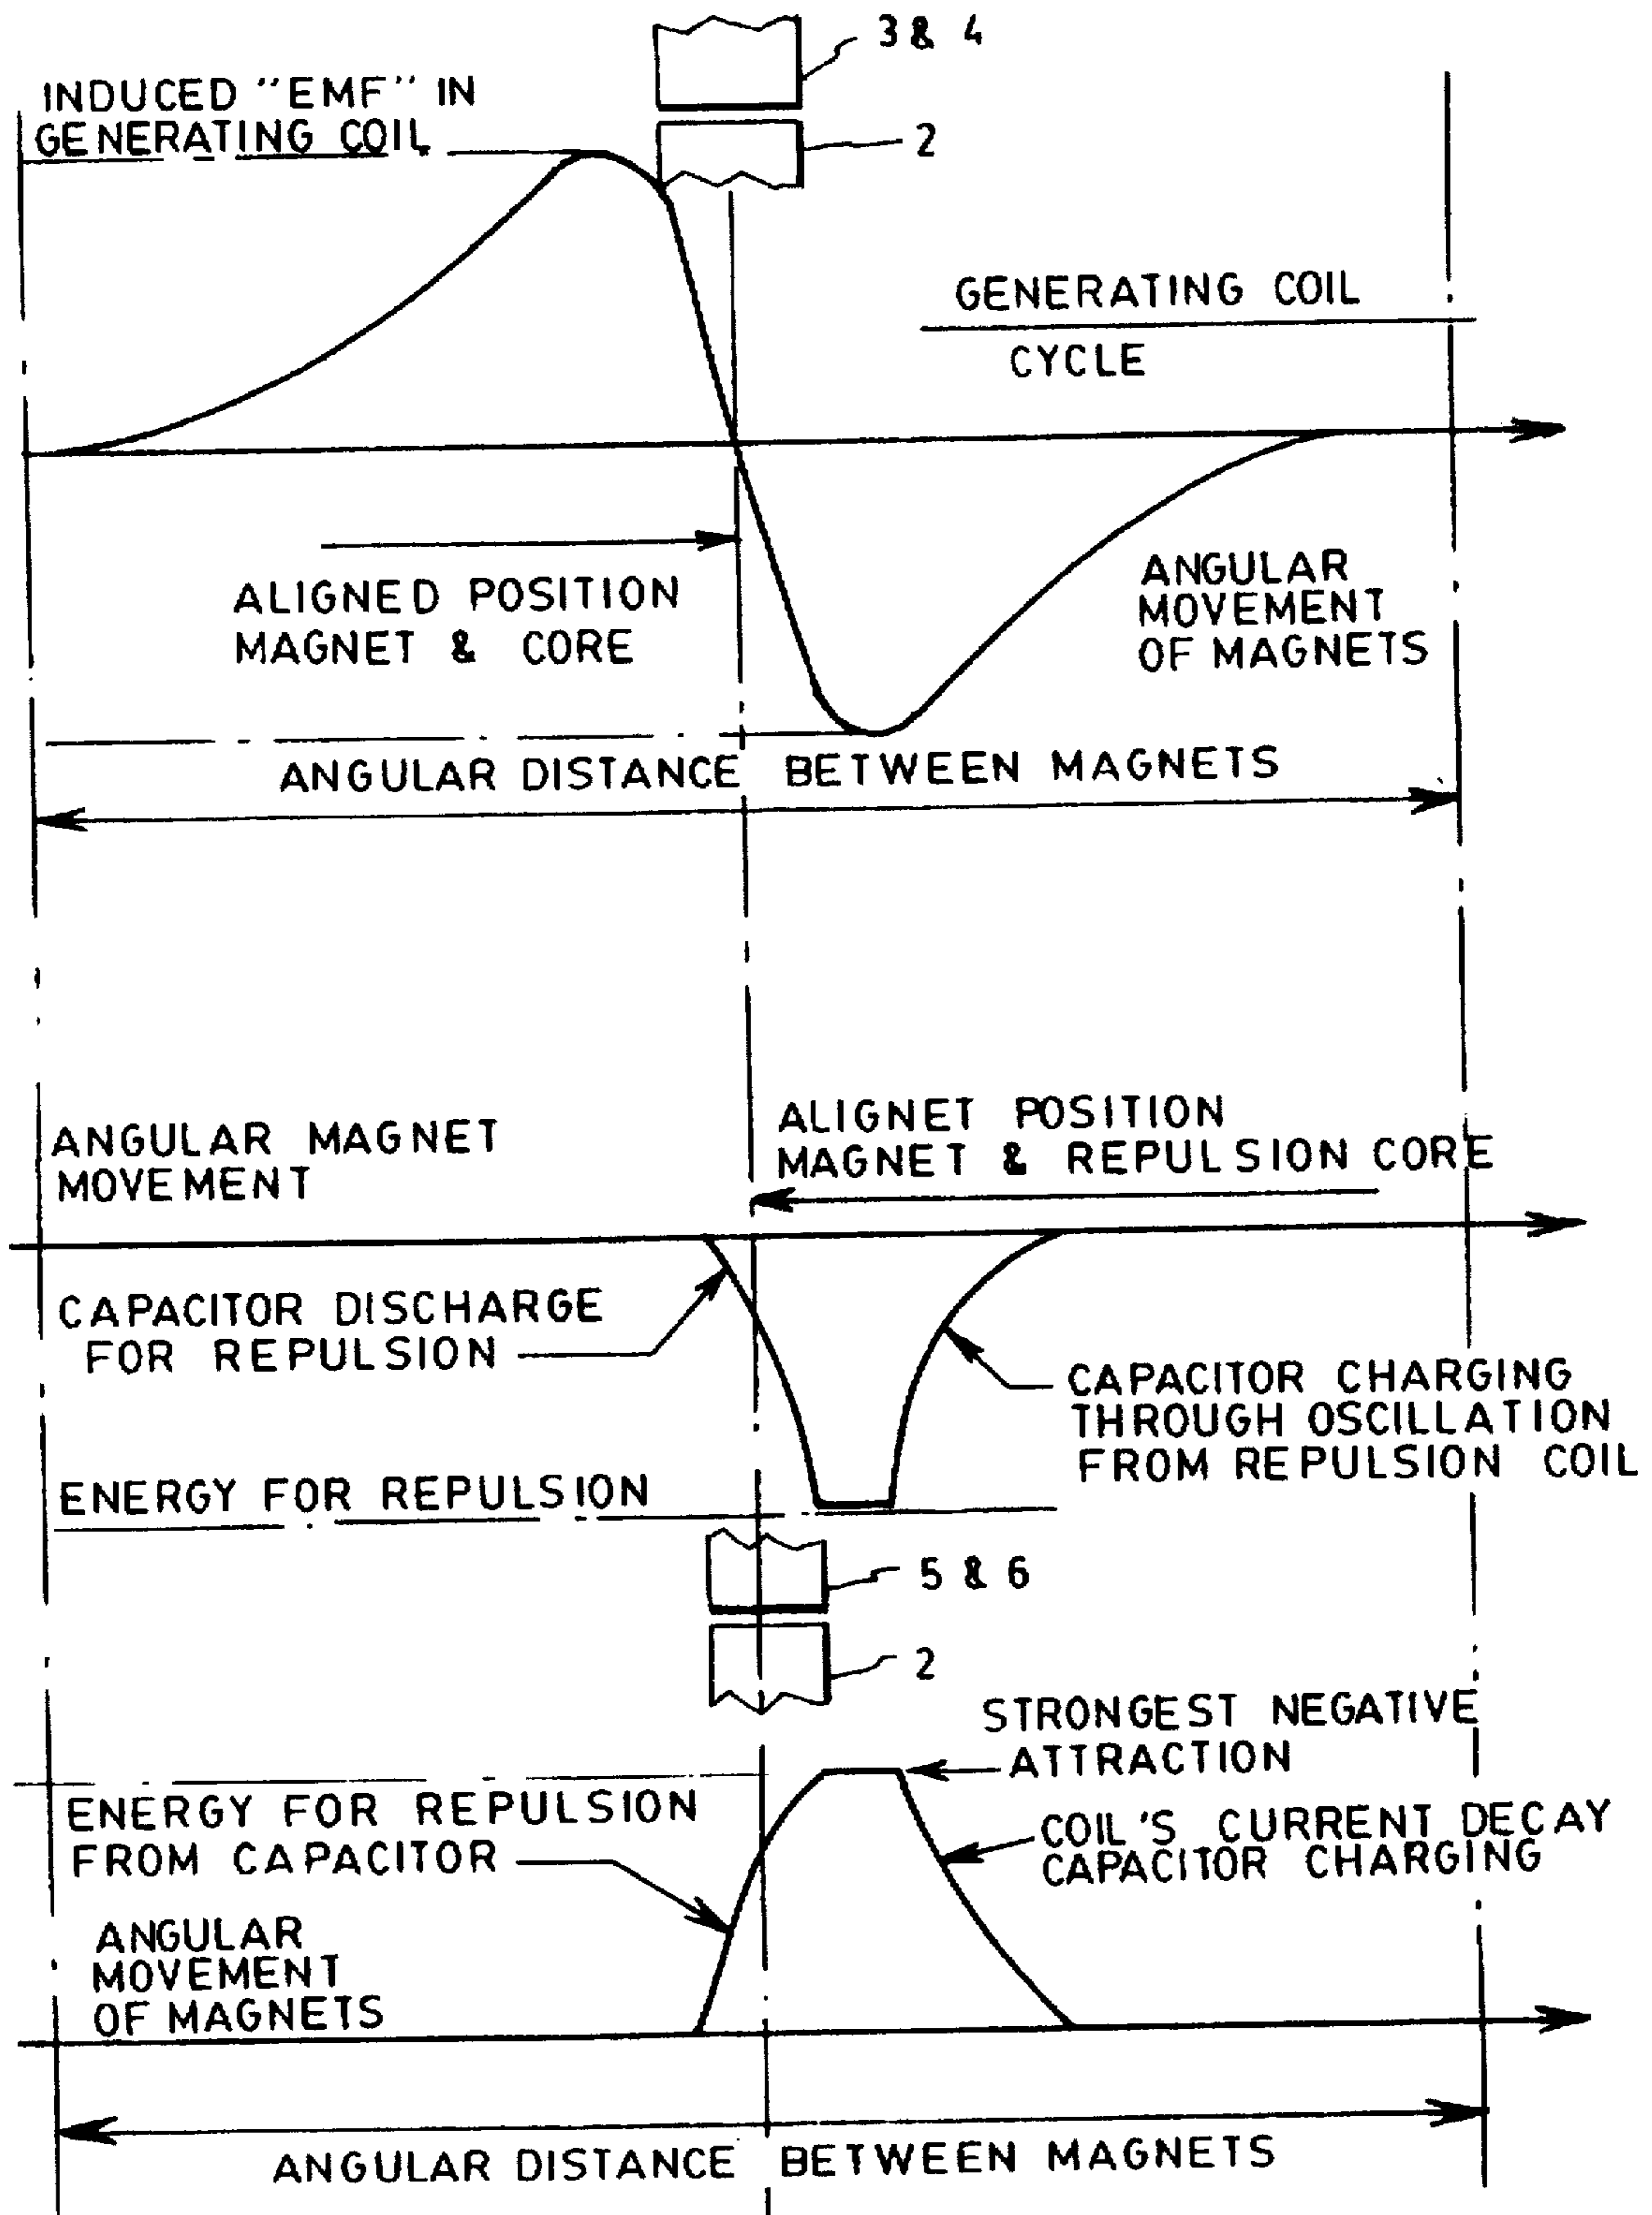 3 & 4
INDUCED "EMF" IN
GENERATING COIL
2
GENERATING COIL
CYCLE
ALIGNED POSITION
MAGNET & CORE
ANGULAR
MOVEMENT
OF MAGNETS
ANGULAR DISTANCE BETWEEN MAGNETS
ANGULAR MAGNET
MOVEMENT
ALIGNET POSITION
MAGNET & REPULSION CORE
CAPACITOR DISCHARGE
FOR REPULSION
CAPACITOR CHARGING
THROUGH OSCILLATION
FROM REPULSION COIL
ENERGY FOR REPULSION
5 & 6
2
STRONGEST NEGATIVE
ATTRACTION
ENERGY FOR REPULSION
FROM CAPACITOR
COIL'S CURRENT DECAY
CAPACITOR CHARGING
ANGULAR
MOVEMENT
OF MAGNETS
ANGULAR DISTANCE BETWEEN MAGNETS